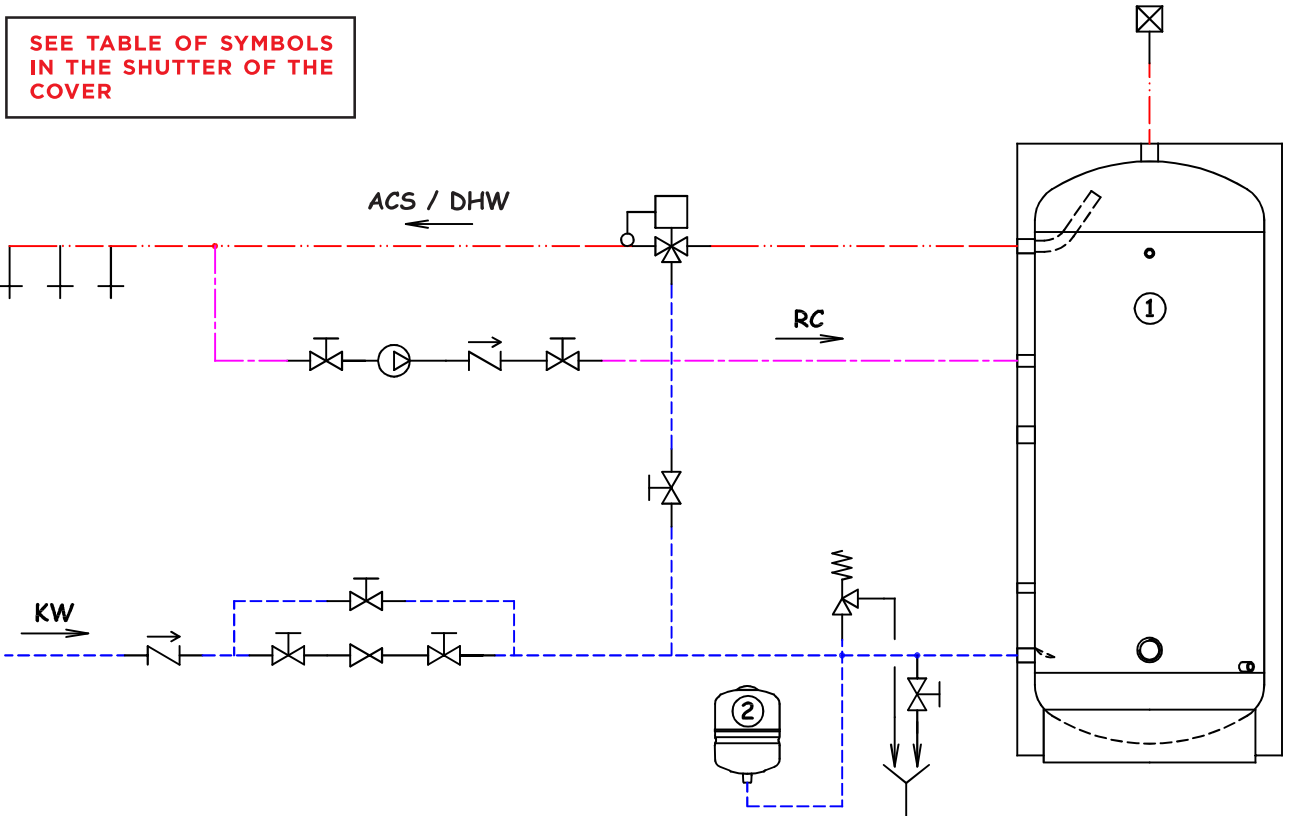 SEE TABLE OF SYMBOLS
IN THE SHUTTER OF THE
COVER
ACS / DHW
1
RC
KW
2